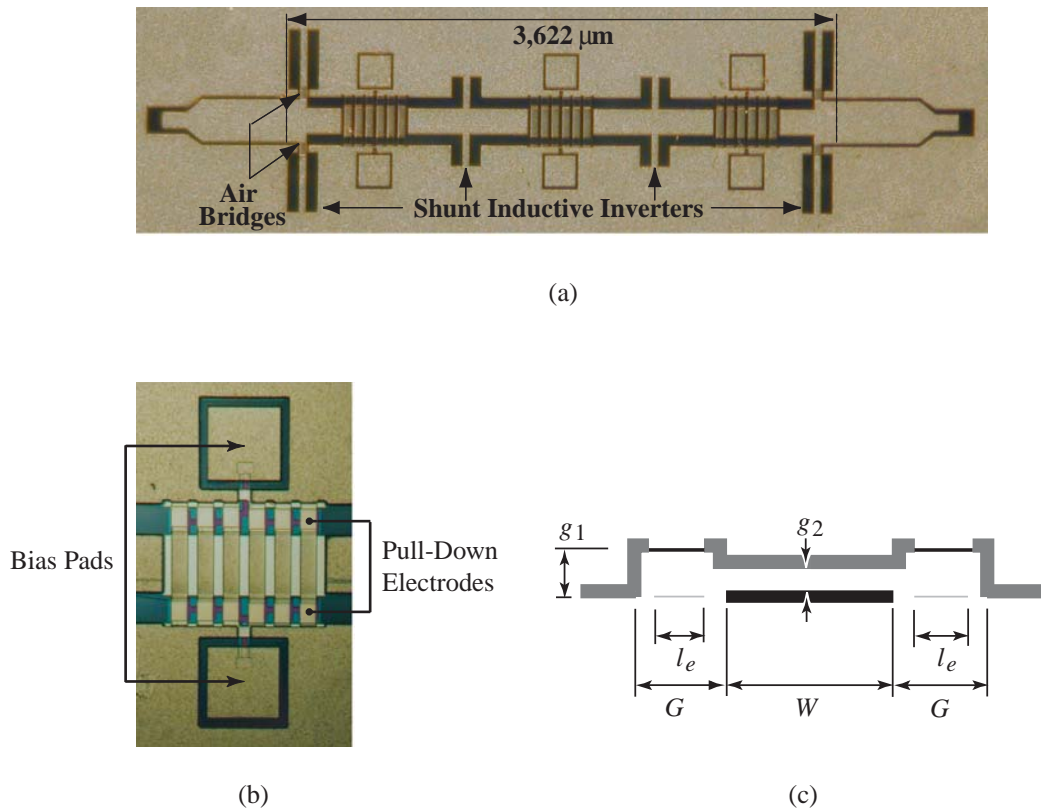 3,622 μm
Air
Bridges
Shunt Inductive Inverters
(a)
Bias Pads
Pull-Down
Electrodes
(b)
g1
g2
le
le
G
W
G
(c)